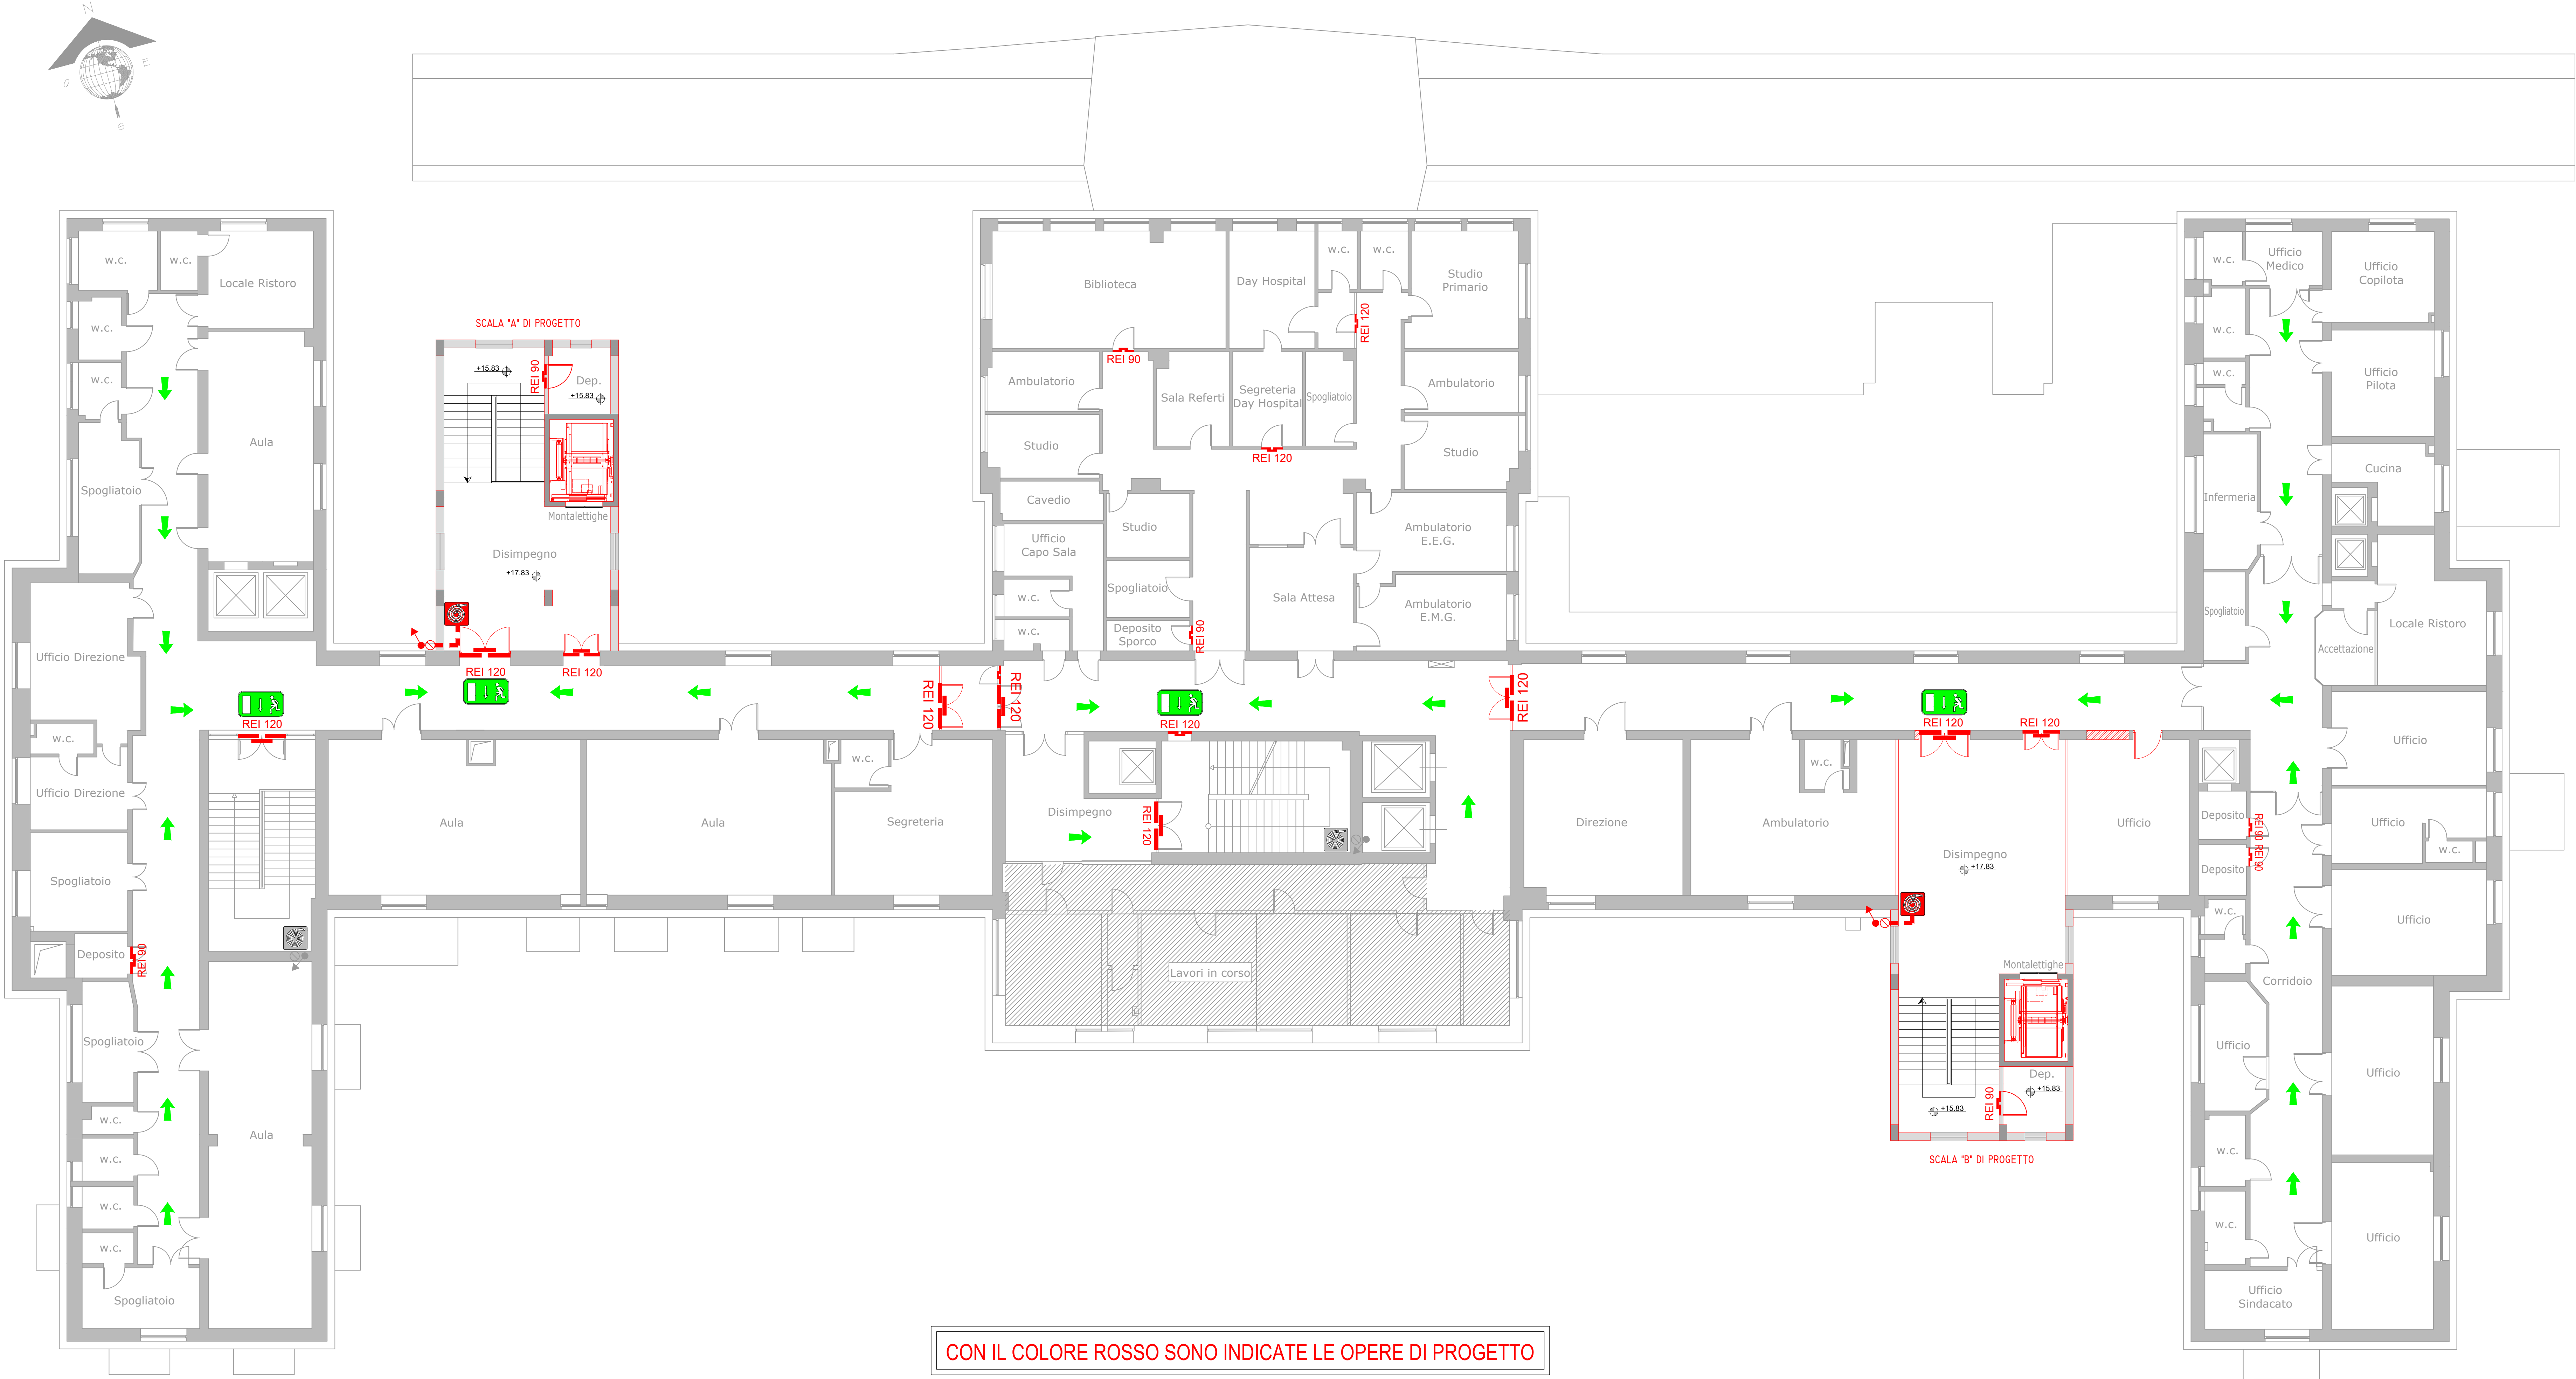 N
E
O
S
w.c.
w.c.
Locale Ristoro
w.c.
w.c.
Aula
Spogliatoio
Ufficio Direzione
w.c.
Ufficio Direzione
Spogliatoio
Deposito
REI 90
Spogliatoio
w.c.
w.c.
w.c.
w.c.
Spogliatoio
Aula
REI 120
SCALA "A" DI PROGETTO
+15.83
REI 90
Dep.
+15.83
Montalettighe
Disimpegno
+17.83
REI 120
REI 120
Aula
Aula
w.c.
Segreteria
REI 120
REI 120
Biblioteca
Day Hospital
w.c.
w.c.
Studio
Primario
REI 120
REI 90
Ambulatorio
Sala Referti
Segreteria
Day Hospital
Spogliatoio
Ambulatorio
Studio
REI 120
Studio
Cavedio
Studio
Ufficio
Capo Sala
Ambulatorio
E.E.G.
w.c.
Spogliatoio
Sala Attesa
Ambulatorio
E.M.G.
w.c.
Deposito
Sporco
REI 90
REI 120
REI 120
Disimpegno
REI 120
Lavori in corso
Direzione
Ambulatorio
w.c.
REI 120
REI 120
Disimpegno
+17.83
Ufficio
Montalettighe
Dep.
+15.83
REI 90
+15.83
SCALA "B" DI PROGETTO
w.c.
Ufficio
Medico
Ufficio
Copilota
w.c.
Ufficio
Pilota
w.c.
Cucina
Infermeria
Spogliatoio
Accettazione
Locale Ristoro
Ufficio
Deposito
REI 90
REI 90
Deposito
Ufficio
w.c.
w.c.
Ufficio
Corridoio
Ufficio
Ufficio
w.c.
w.c.
Ufficio
Ufficio
Sindacato
CON IL COLORE ROSSO SONO INDICATE LE OPERE DI PROGETTO